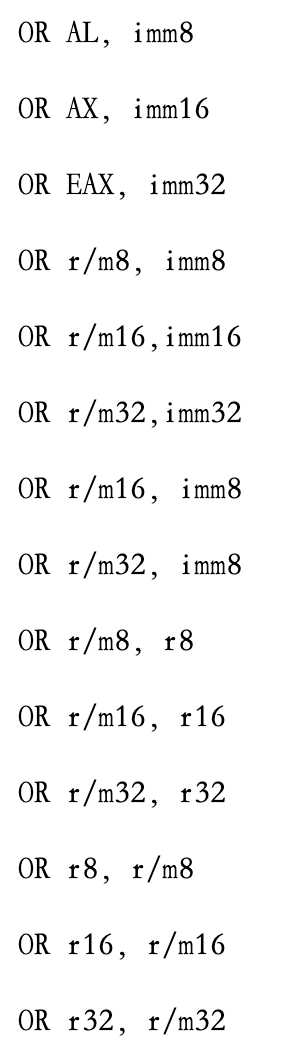 OR AL, imm8
OR AX, imm16
OR EAX, imm32
OR r/m8, imm8
OR r/m16,imm16
OR r/m32,imm32
OR r/m16, imm8
OR r/m32, imm8
OR r/m8, r8
OR r/m16, r16
OR r/m32, r32
OR r8, r/m8
OR r16, r/m16
OR r32, r/m32